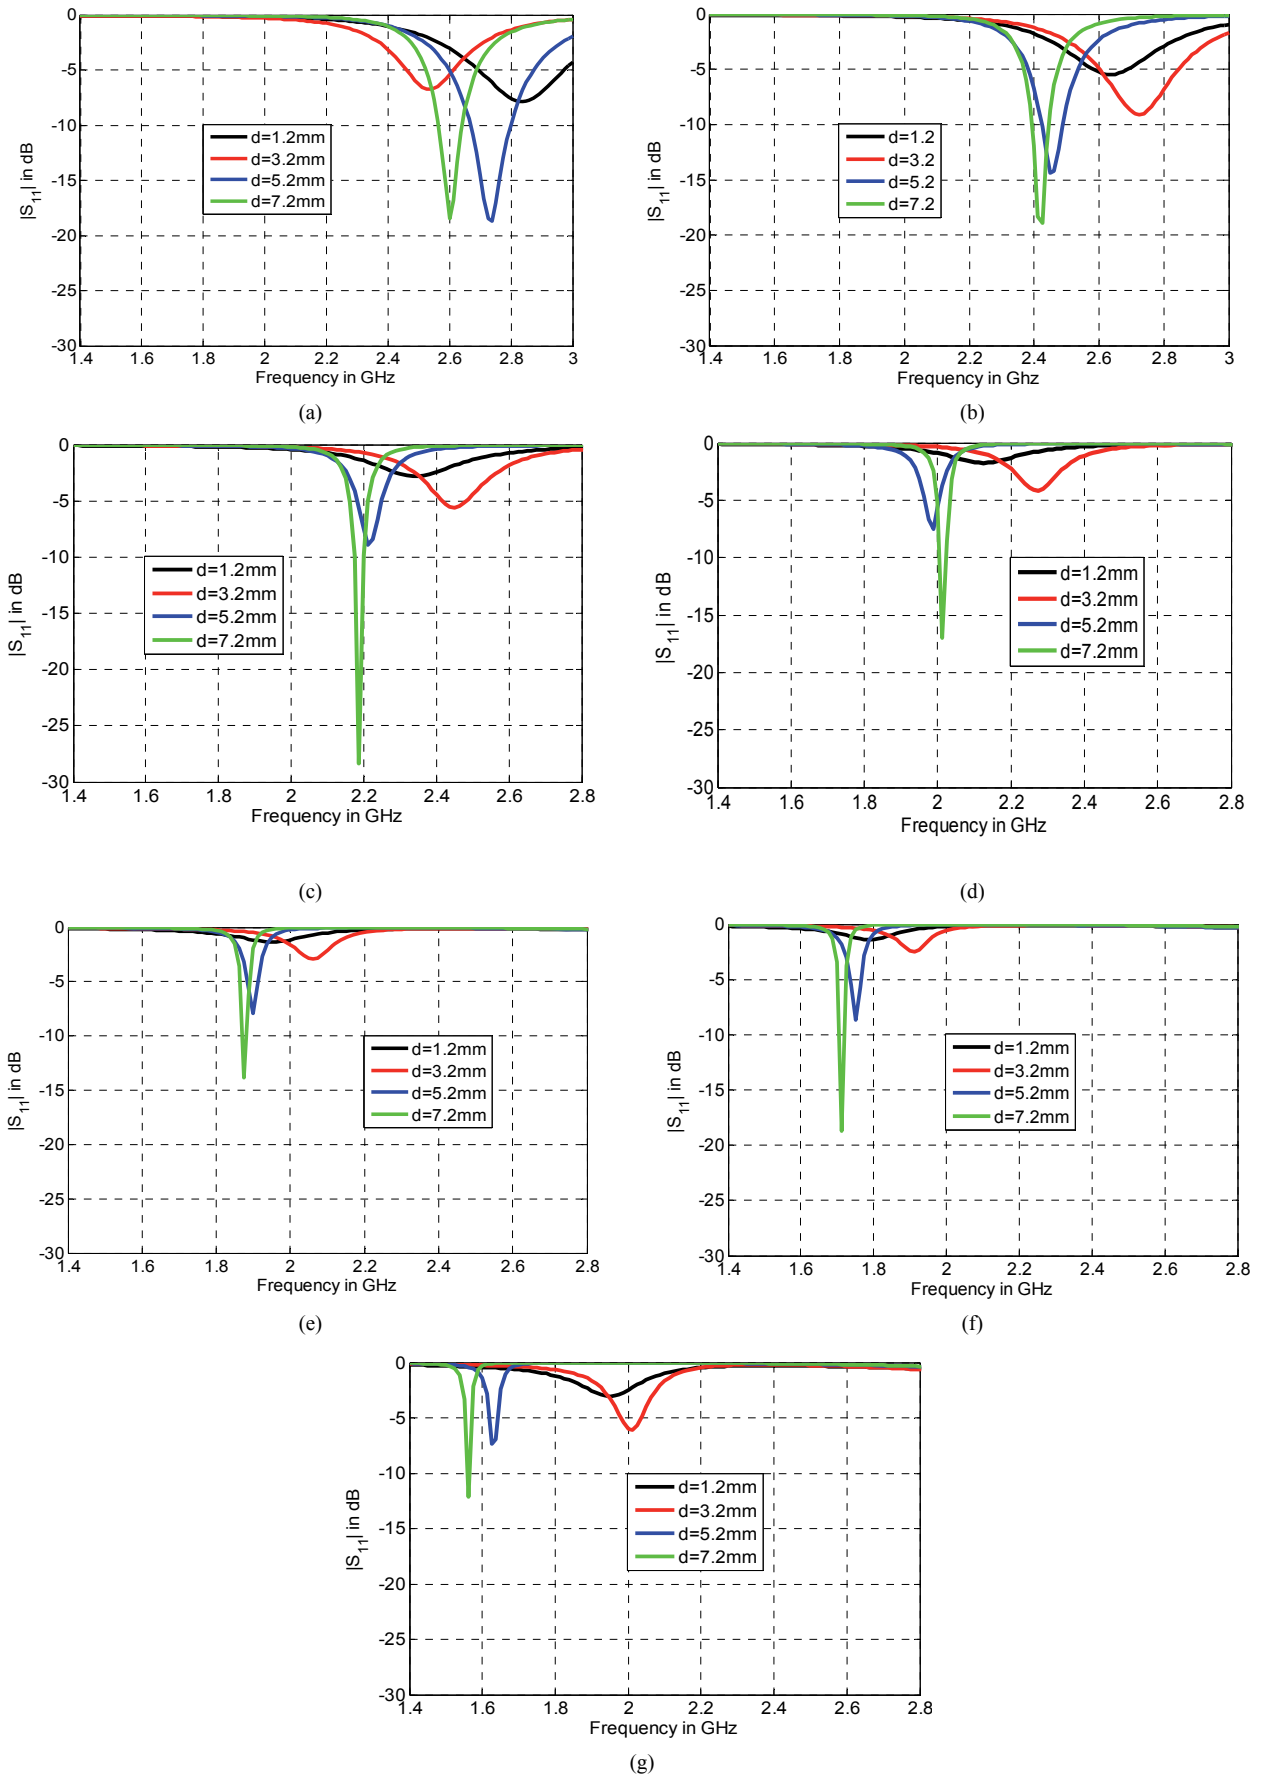 0
-5
-10
-15
-20
-25
-30
|S11| in dB
d=1.2mm
d=3.2mm
d=5.2mm
d=7.2mm
1.4 1.6 1.8 2 2.2 2.4 2.6 2.8 3
Frequency in GHz
(a)
0
-5
-10
-15
-20
-25
-30
|S11| in dB
d=1.2
d=3.2
d=5.2
d=7.2
1.4 1.6 1.8 2 2.2 2.4 2.6 2.8 3
Frequency in GHz
(b)
0
-5
-10
-15
-20
-25
-30
|S11| in dB
d=1.2mm
d=3.2mm
d=5.2mm
d=7.2mm
1.4 1.6 1.8 2 2.2 2.4 2.6 2.8
Frequency in GHz
(c)
0
-5
-10
-15
-20
-25
-30
|S11| in dB
d=1.2mm
d=3.2mm
d=5.2mm
d=7.2mm
1.4 1.6 1.8 2 2.2 2.4 2.6 2.8
Frequency in GHz
(d)
0
-5
-10
-15
-20
-25
-30
|S11| in dB
d=1.2mm
d=3.2mm
d=5.2mm
d=7.2mm
1.4 1.6 1.8 2 2.2 2.4 2.6 2.8
Frequency in GHz
(e)
0
-5
-10
-15
-20
-25
-30
|S11| in dB
d=1.2mm
d=3.2mm
d=5.2mm
d=7.2mm
1.4 1.6 1.8 2 2.2 2.4 2.6 2.8
Frequency in GHz
(f)
0
-5
-10
-15
-20
-25
-30
|S11| in dB
d=1.2mm
d=3.2mm
d=5.2mm
d=7.2mm
1.4 1.6 1.8 2 2.2 2.4 2.6 2.8
Frequency in GHz
(g)